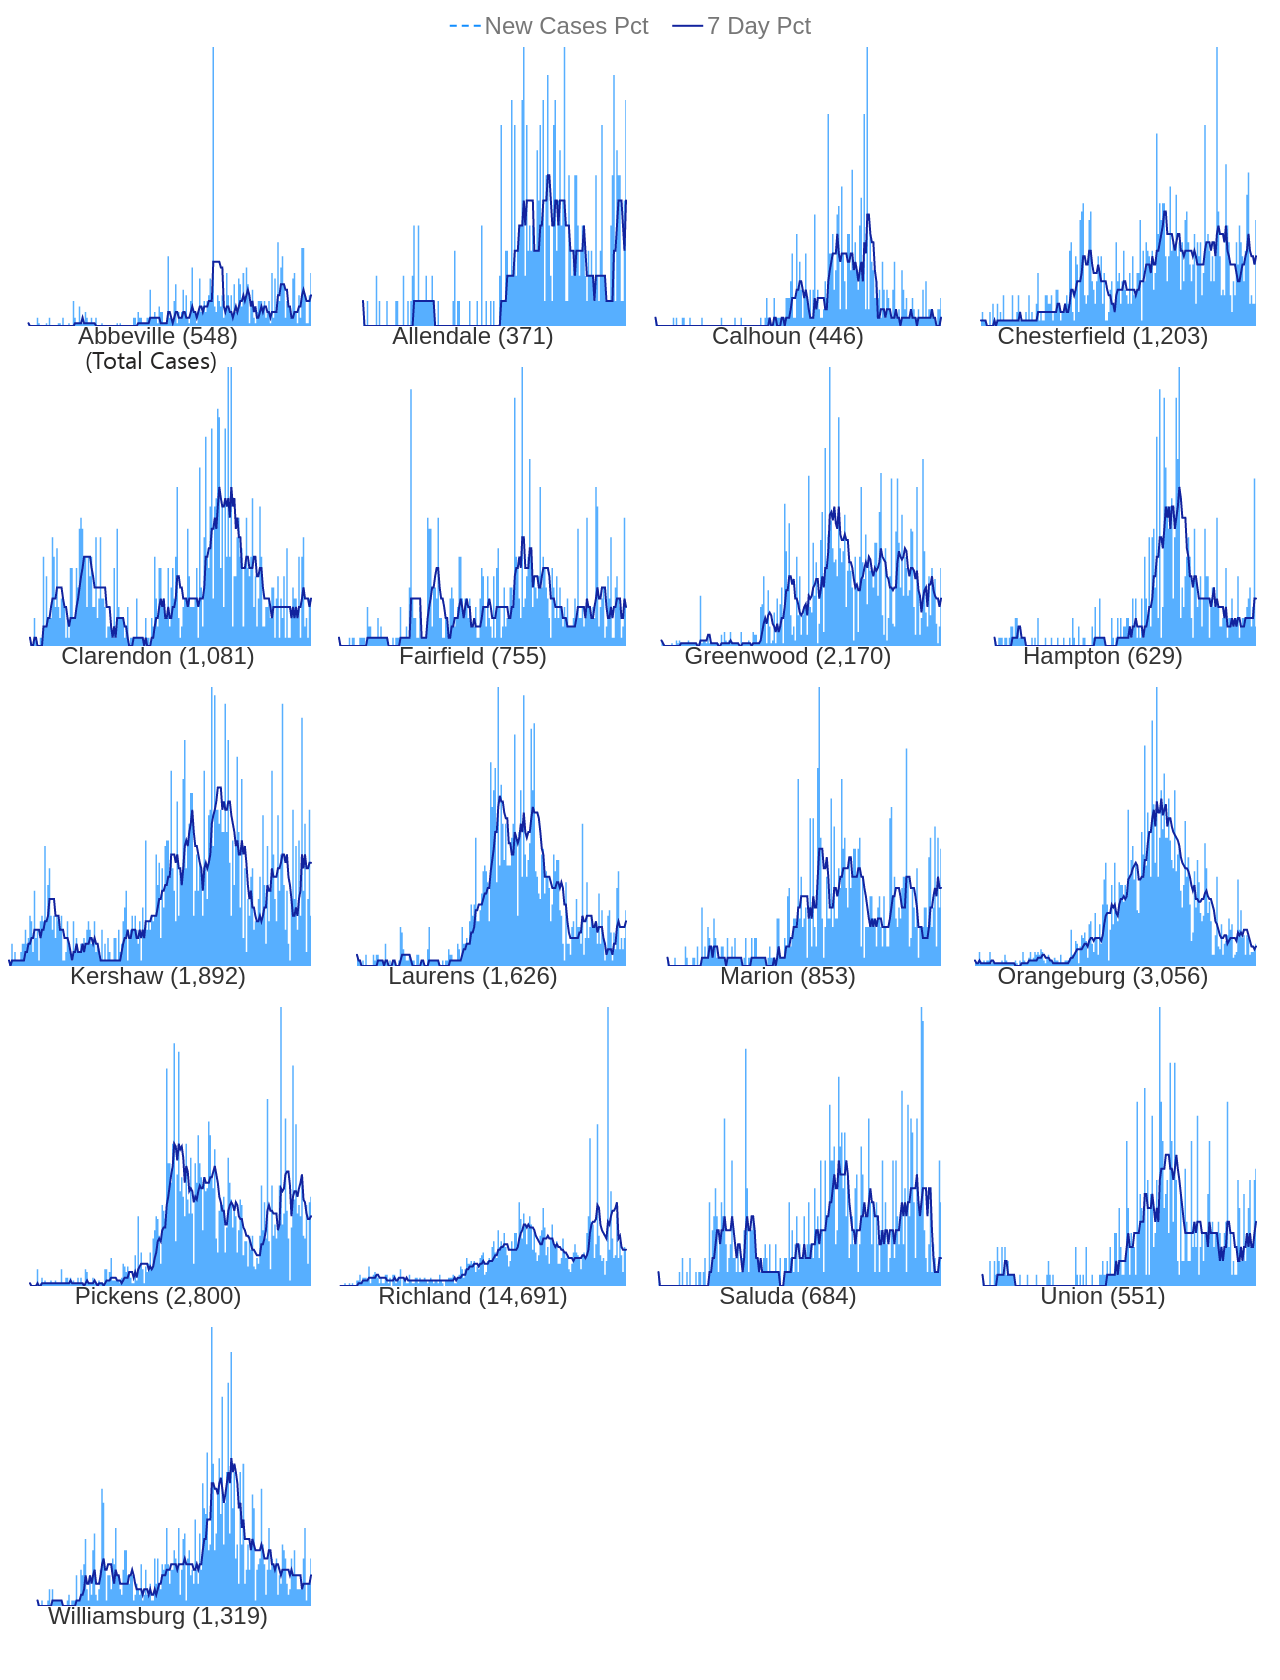 New Cases Pct 7 Day Pct
Abbeville (548) Allendale (371) Calhoun (446) Chesterfield (1,203)
(Total Cases)
Clarendon (1,081) Fairfield (755) Greenwood (2,170) Hampton (629)
Kershaw (1,892) Laurens (1,626) Marion (853) Orangeburg (3,056)
Pickens (2,800) Richland (14,691) Saluda (684) Union (551)
Williamsburg (1,319)